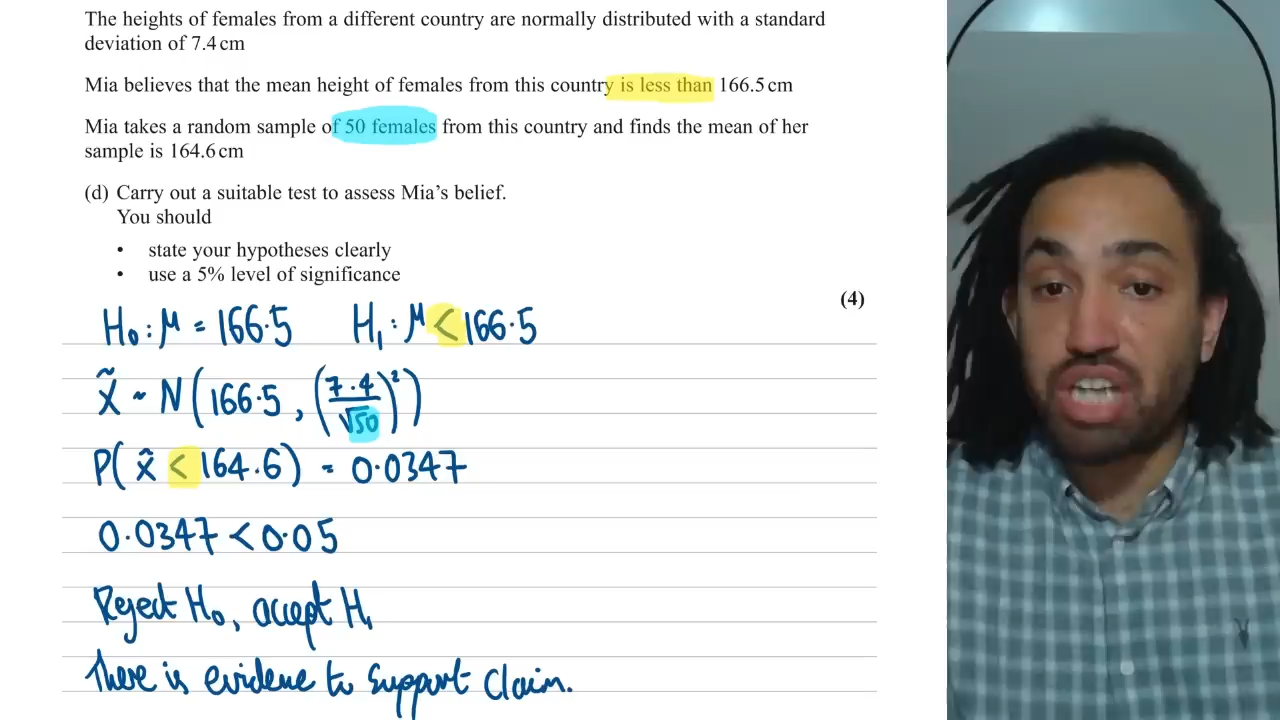 The heights of females from a different country are normally distributed with a standard
deviation of 7.4 cm
Mia believes that the mean height of females from this country is less than 166.5 cm
Mia takes a random sample of 50 females from this country and finds the mean of her
sample is 164.6 cm
(d) Carry out a suitable test to assess Mia's belief.
You should
• state your hypotheses clearly
• use a 5% level of significance
(4)
H₀ : μ = 166.5 H₁ : μ < 166.5
X̃ ~ N(166.5, (7.4/√50)²)
P(x̃ < 164.6) = 0.0347
0.0347 < 0.05
Reject H₀, accept H₁
There is evidene to support claim.